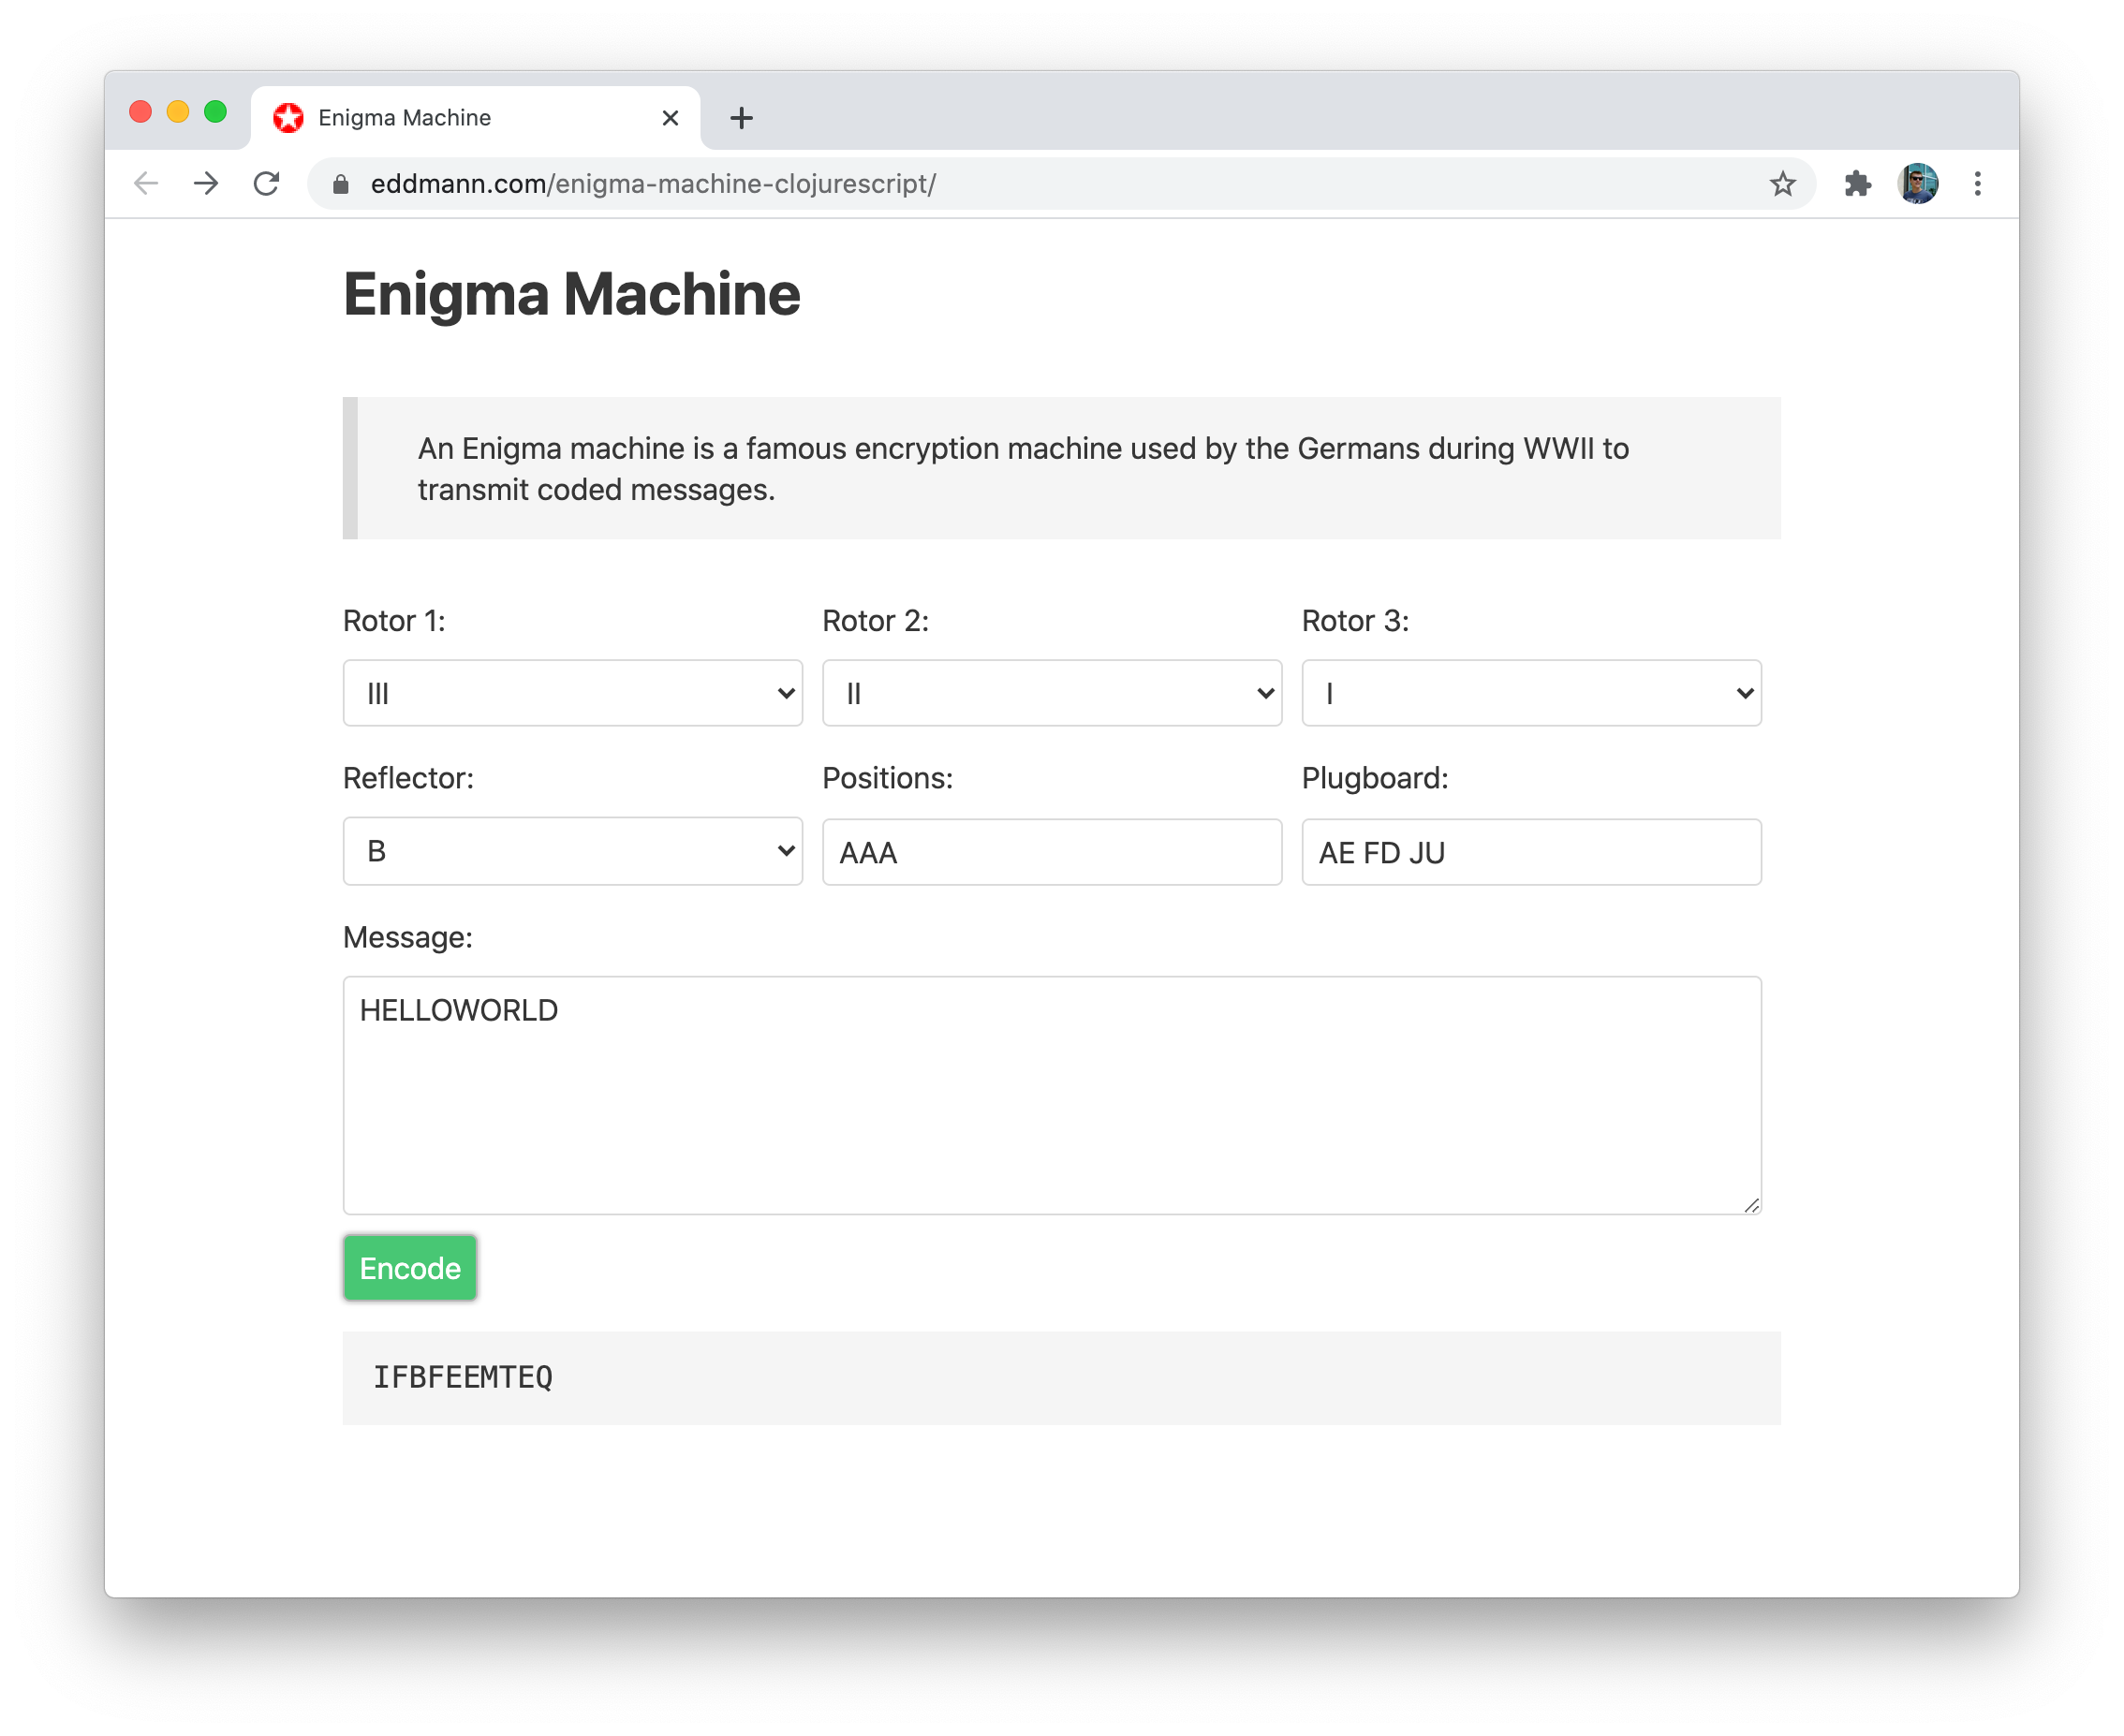 Enigma Machine
eddmann.com/enigma-machine-clojurescript/
Enigma Machine
An Enigma machine is a famous encryption machine used by the Germans during WWII to
transmit coded messages.
Rotor 1: Rotor 2: Rotor 3:
III II I
Reflector: Positions: Plugboard:
B AAA AE FD JU
Message:
HELLOWORLD
Encode
IFBFEEMTEQ